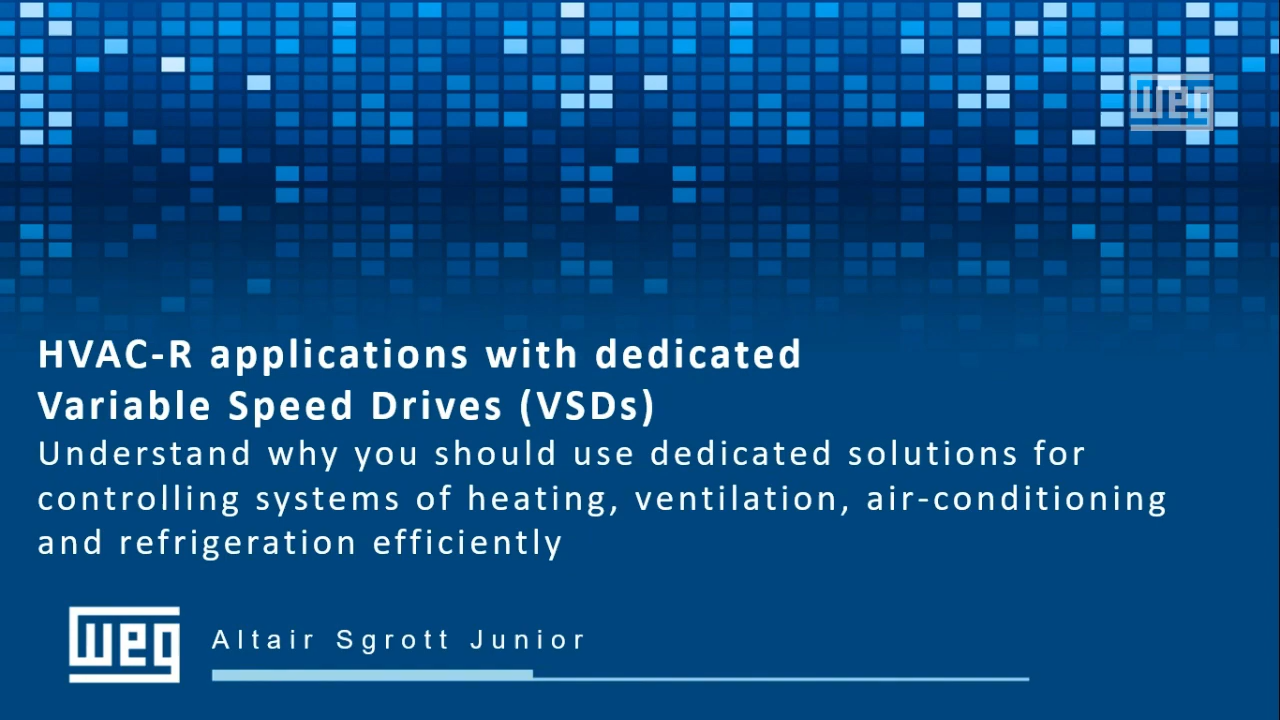 weg
HVAC-R applications with dedicated
Variable Speed Drives (VSDs)
Understand why you should use dedicated solutions for
controlling systems of heating, ventilation, air-conditioning
and refrigeration efficiently
weg
Altair Sgrott Junior